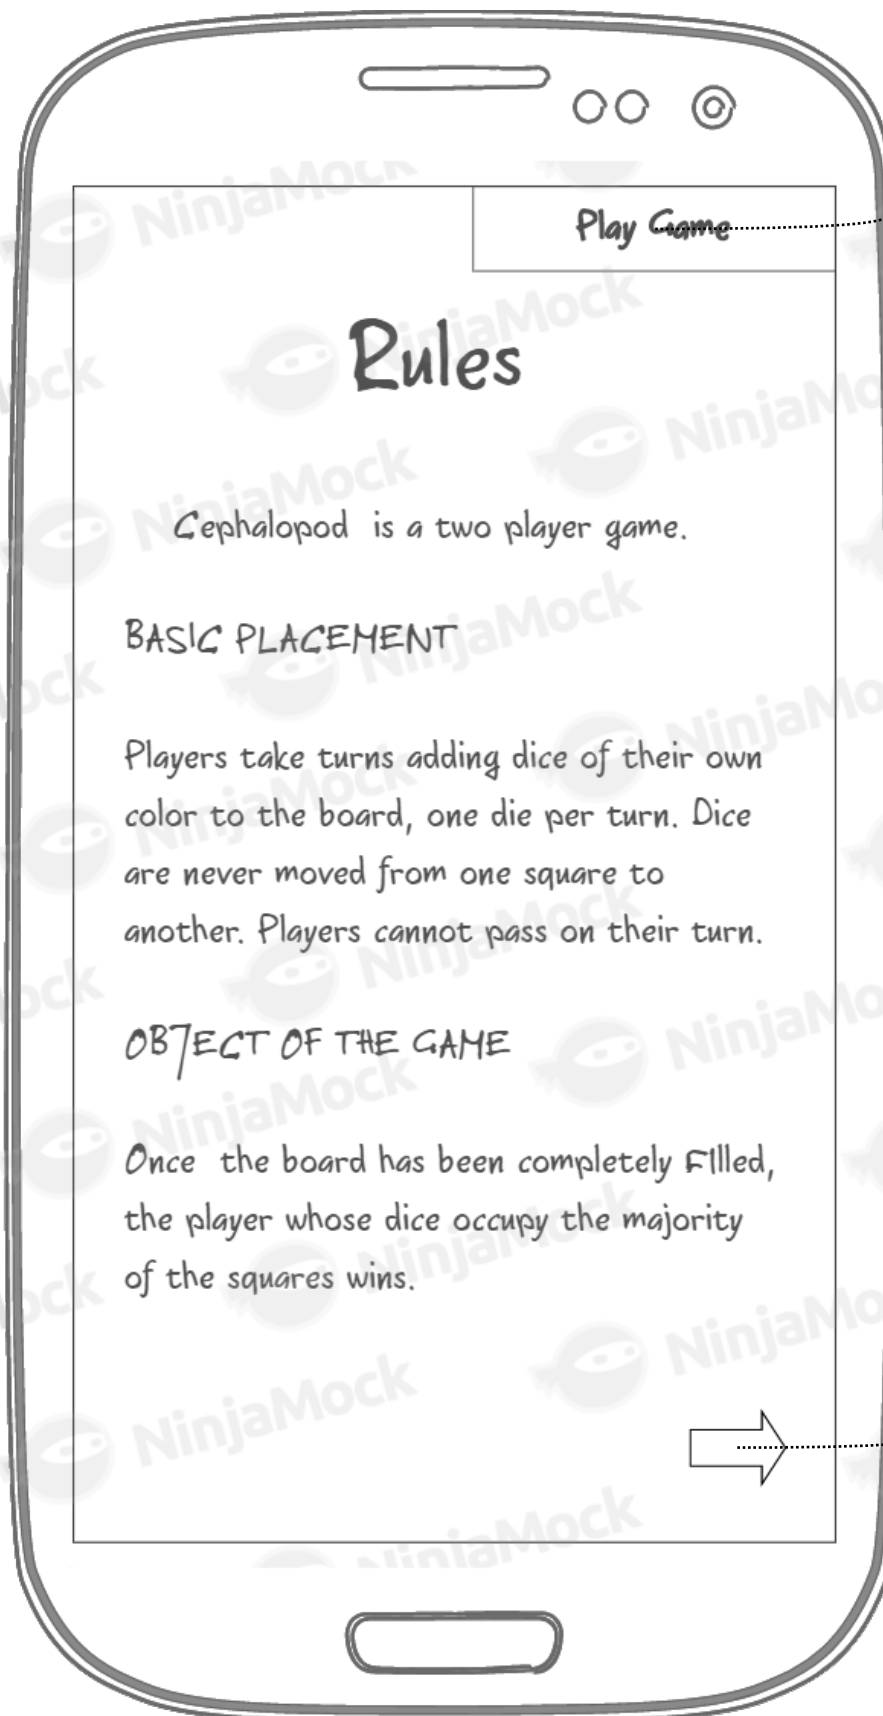 Play Game
Rules
Cephalopod is a two player game.
BASIC PLACEMENT
Players take turns adding dice of their own
color to the board, one die per turn. Dice
are never moved from one square to
another. Players cannot pass on their turn.
OBJECT OF THE GAME
Once the board has been completely FIlled,
the player whose dice occupy the majority
of the squares wins.
NinjaMock